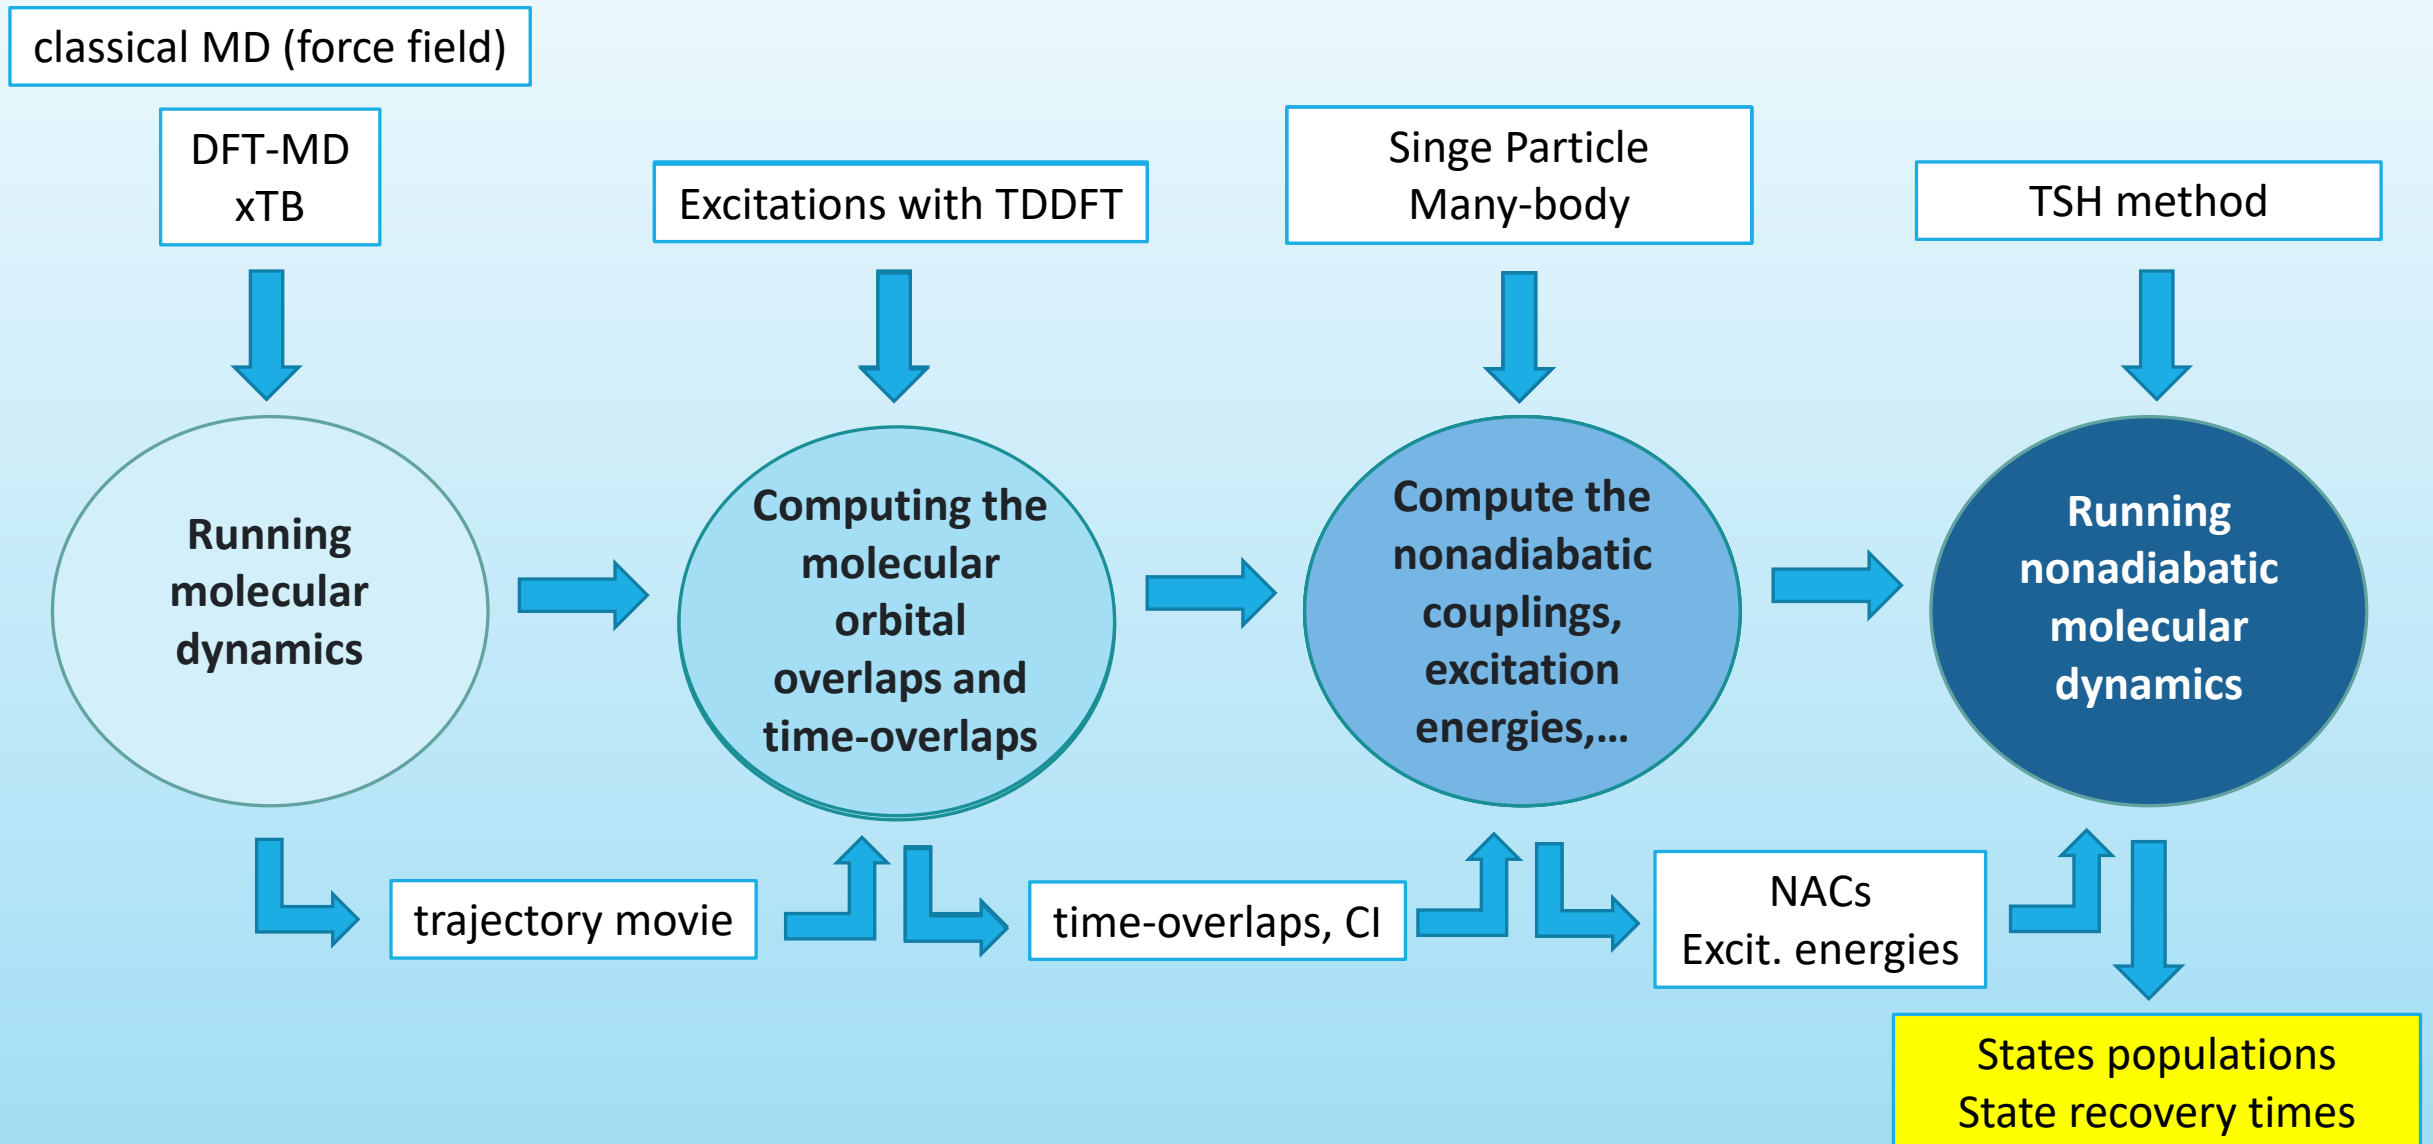 classical MD (force field)
DFT-MD
xTB
Excitations with TDDFT
Singe Particle
Many-body
TSH method
Running
molecular
dynamics
Computing the
molecular
orbital
overlaps and
time-overlaps
Compute the
nonadiabatic
couplings,
excitation
energies,...
Running
nonadiabatic
molecular
dynamics
trajectory movie
time-overlaps, CI
NACs
Excit. energies
States populations
State recovery times